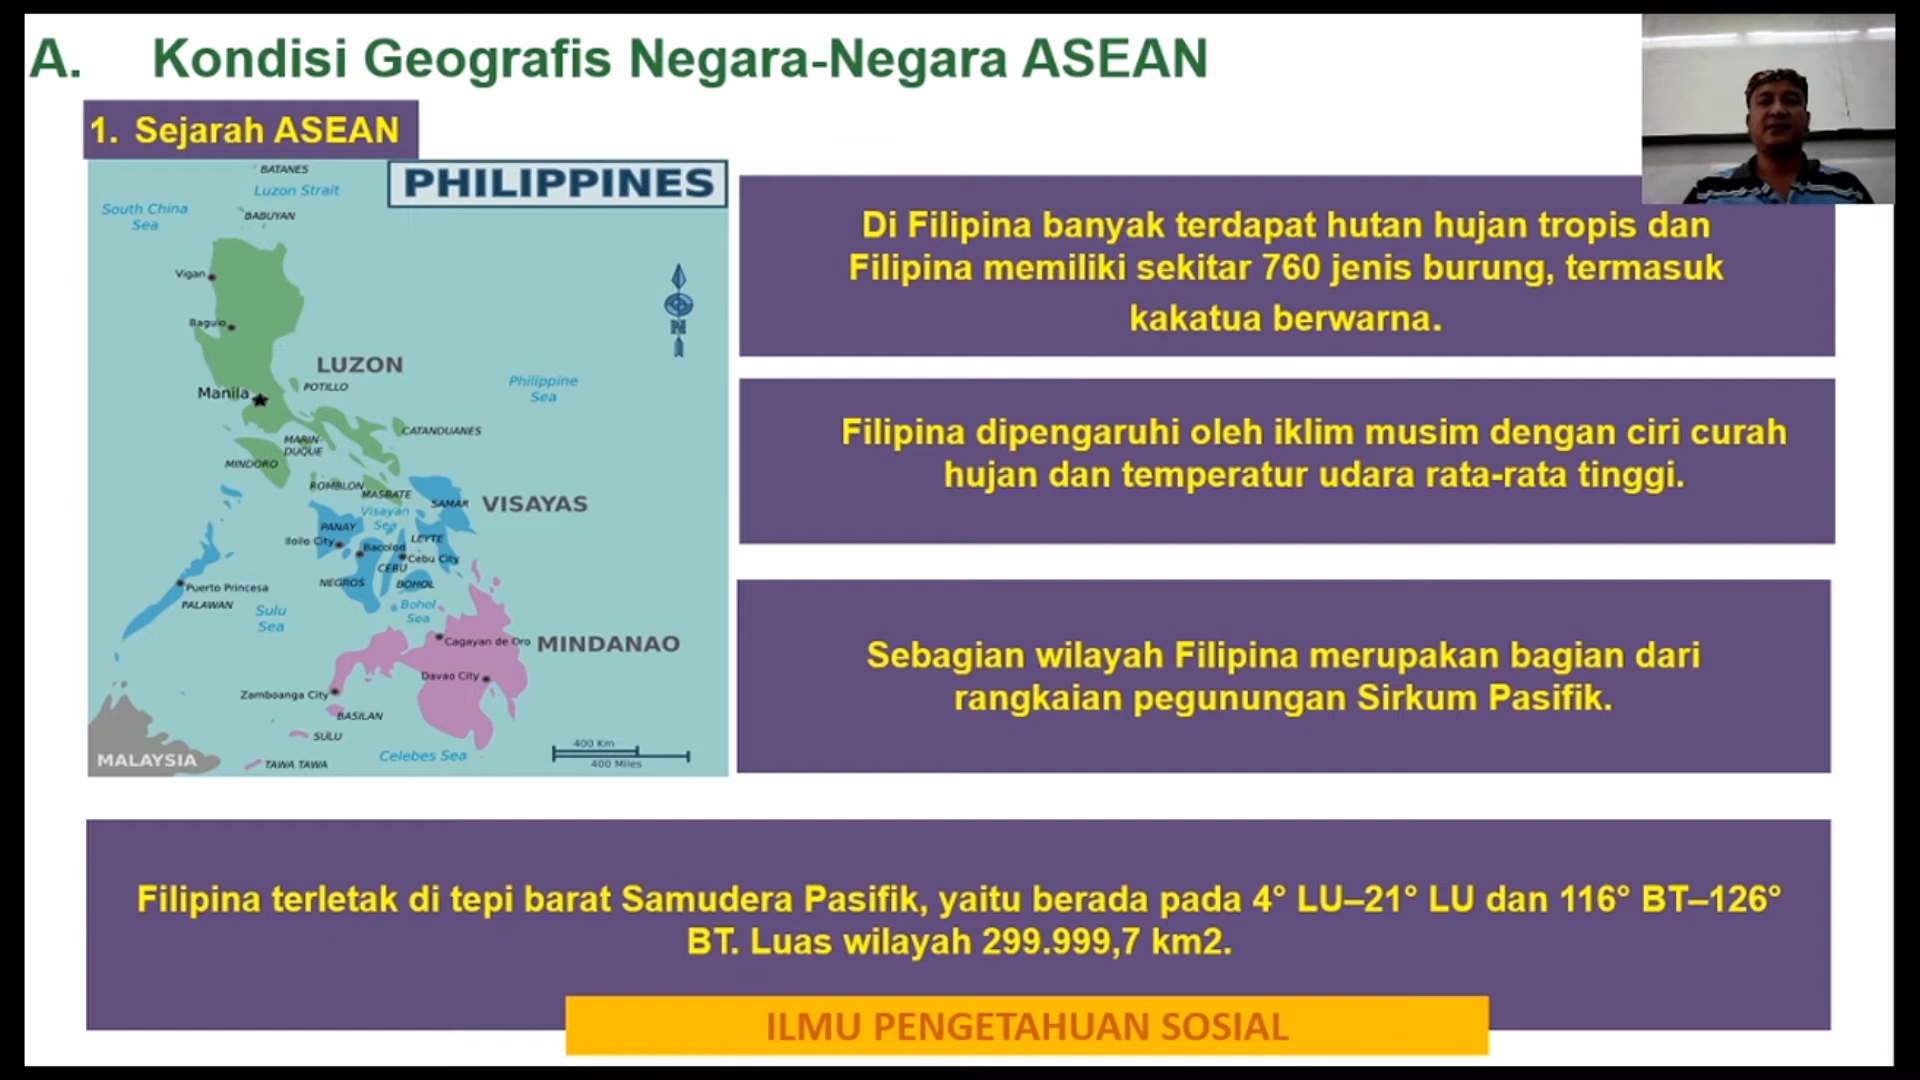 A. Kondisi Geografis Negara-Negara ASEAN
1. Sejarah ASEAN
PHILIPPINES
BATANES
Luzon Strait
South China
Sea
BABUYAN
Vigan
Baguio
N
LUZON
POTILLO
Manila
Philippine
Sea
CATANDUANES
MARIN-
DUQUE
MINDORO
ROMBLON
MASBATE
SAMAR
VISAYAS
Visayan
Sea
PANAY
Iloilo City
LEYTE
Bacolod
Cebu City
CEBU
NEGROS
BOHOL
Puerto Princesa
PALAWAN
Sulu
Sea
Bohol
Sea
Cagayan de Oro
MINDANAO
Davao City
Zamboanga City
BASILAN
SULU
MALAYSIA
TAWA TAWA
Celebes Sea
400 Km
400 Miles
Di Filipina banyak terdapat hutan hujan tropis dan
Filipina memiliki sekitar 760 jenis burung, termasuk
kakatua berwarna.
Filipina dipengaruhi oleh iklim musim dengan ciri curah
hujan dan temperatur udara rata-rata tinggi.
Sebagian wilayah Filipina merupakan bagian dari
rangkaian pegunungan Sirkum Pasifik.
Filipina terletak di tepi barat Samudera Pasifik, yaitu berada pada 4° LU–21° LU dan 116° BT–126°
BT. Luas wilayah 299.999,7 km2.
ILMU PENGETAHUAN SOSIAL